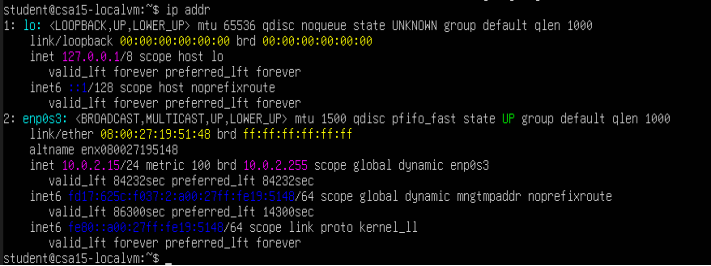 student@csa15-localvm:~$ ip addr
1: lo: <LOOPBACK,UP,LOWER_UP> mtu 65536 qdisc noqueue state UNKNOWN group default qlen 1000
    link/loopback 00:00:00:00:00:00 brd 00:00:00:00:00:00
    inet 127.0.0.1/8 scope host lo
       valid_lft forever preferred_lft forever
    inet6 ::1/128 scope host noprefixroute
       valid_lft forever preferred_lft forever
2: enp0s3: <BROADCAST,MULTICAST,UP,LOWER_UP> mtu 1500 qdisc pfifo_fast state UP group default qlen 1000
    link/ether 08:00:27:19:51:48 brd ff:ff:ff:ff:ff:ff
    altname enx080027195148
    inet 10.0.2.15/24 metric 100 brd 10.0.2.255 scope global dynamic enp0s3
       valid_lft 84232sec preferred_lft 84232sec
    inet6 fd17:625c:f037:2:a00:27ff:fe19:5148/64 scope global dynamic mngtmpaddr noprefixroute
       valid_lft 86300sec preferred_lft 14300sec
    inet6 fe80::a00:27ff:fe19:5148/64 scope link proto kernel_ll
       valid_lft forever preferred_lft forever
student@csa15-localvm:~$ _